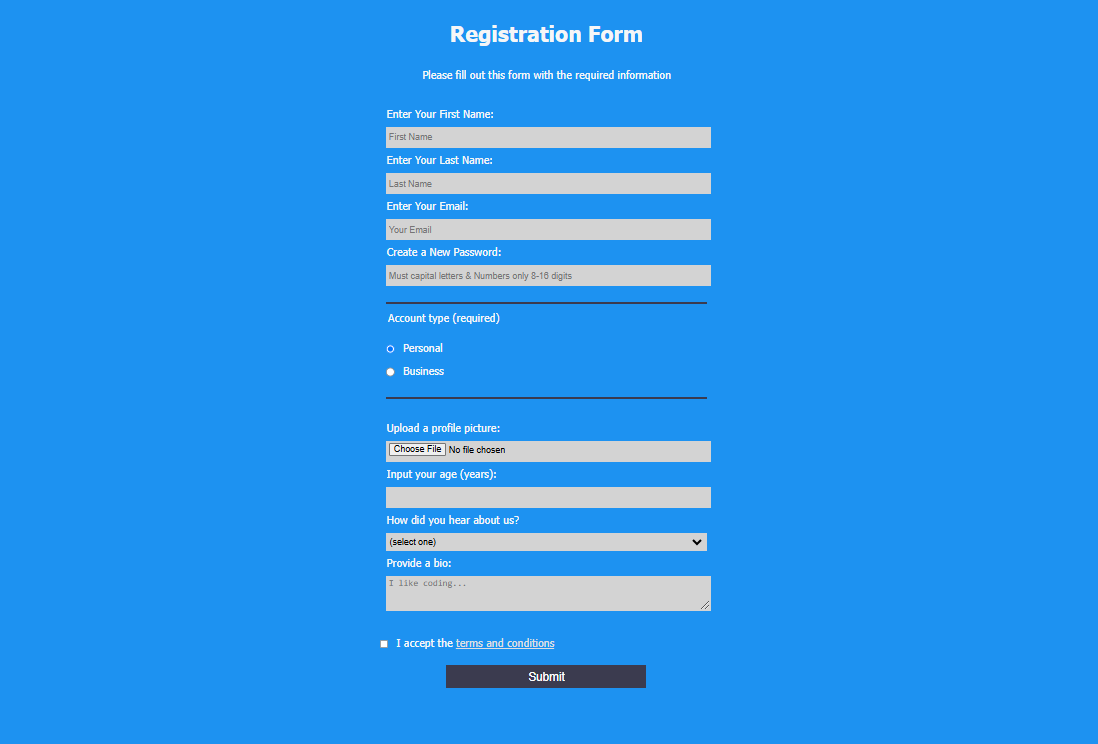 Registration Form
Please fill out this form with the required information
Enter Your First Name:
First Name
Enter Your Last Name:
Last Name
Enter Your Email:
Your Email
Create a New Password:
Must capital letters & Numbers only 8-16 digits
Account type (required)
Personal
Business
Upload a profile picture:
Choose File No file chosen
Input your age (years):
How did you hear about us?
(select one)
Provide a bio:
I like coding...
I accept the terms and conditions
Submit